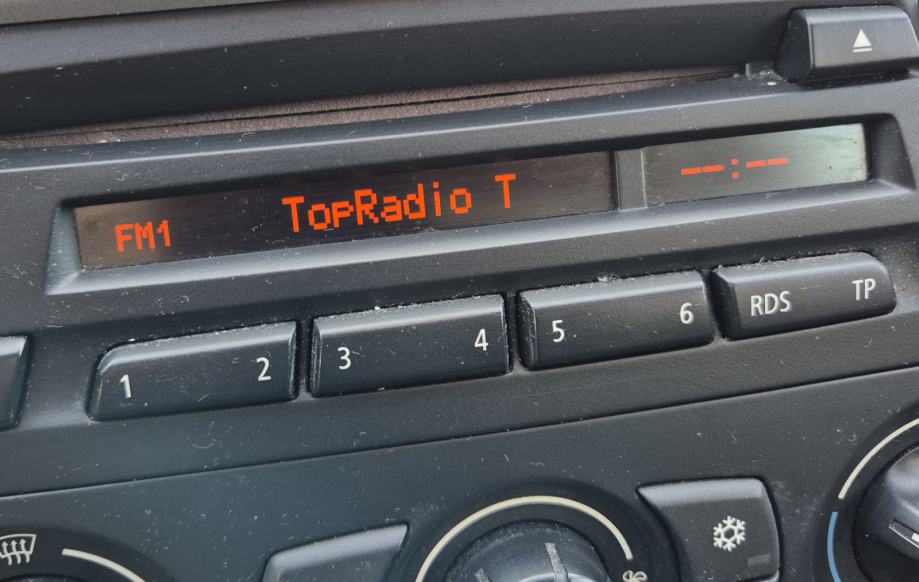 FM1 TopRadio T --:--
1 2 3 4 5 6 RDS TP